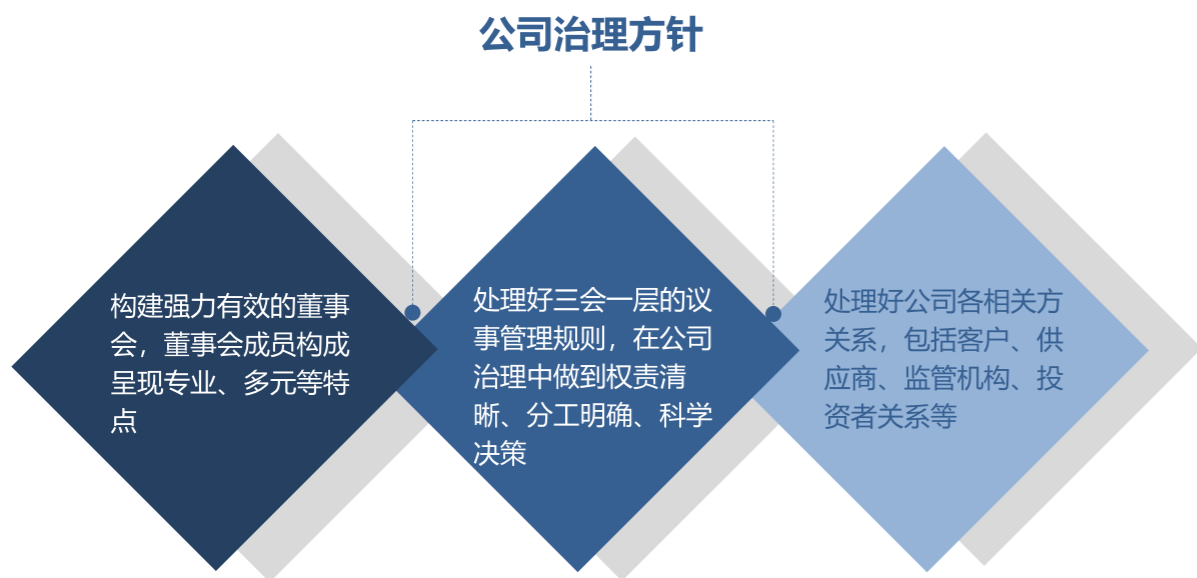 公司治理方针
构建强力有效的董事
会，董事会成员构成
呈现专业、多元等特
点
处理好三会一层的议
事管理规则，在公司
治理中做到权责清
晰、分工明确、科学
决策
处理好公司各相关方
关系，包括客户、供
应商、监管机构、投
资者关系等